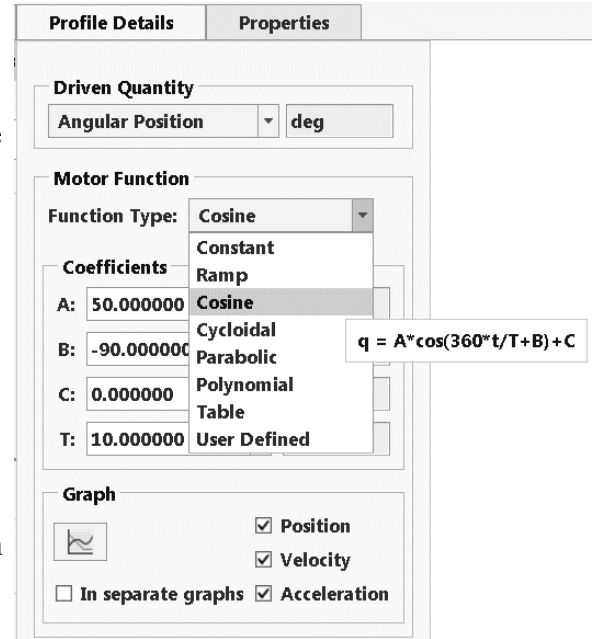 Profile Details Properties
Driven Quantity
Angular Position deg
Motor Function
Function Type: Cosine
Constant
Coefficients
Ramp
A: 50.000000
Cosine
Cycloidal
q = A*cos(360*t/T+B)+C
B: -90.000000
Parabolic
Polynomial
C: 0.000000
Table
T: 10.000000
User Defined
Graph
Position
Velocity
In separate graphs Acceleration